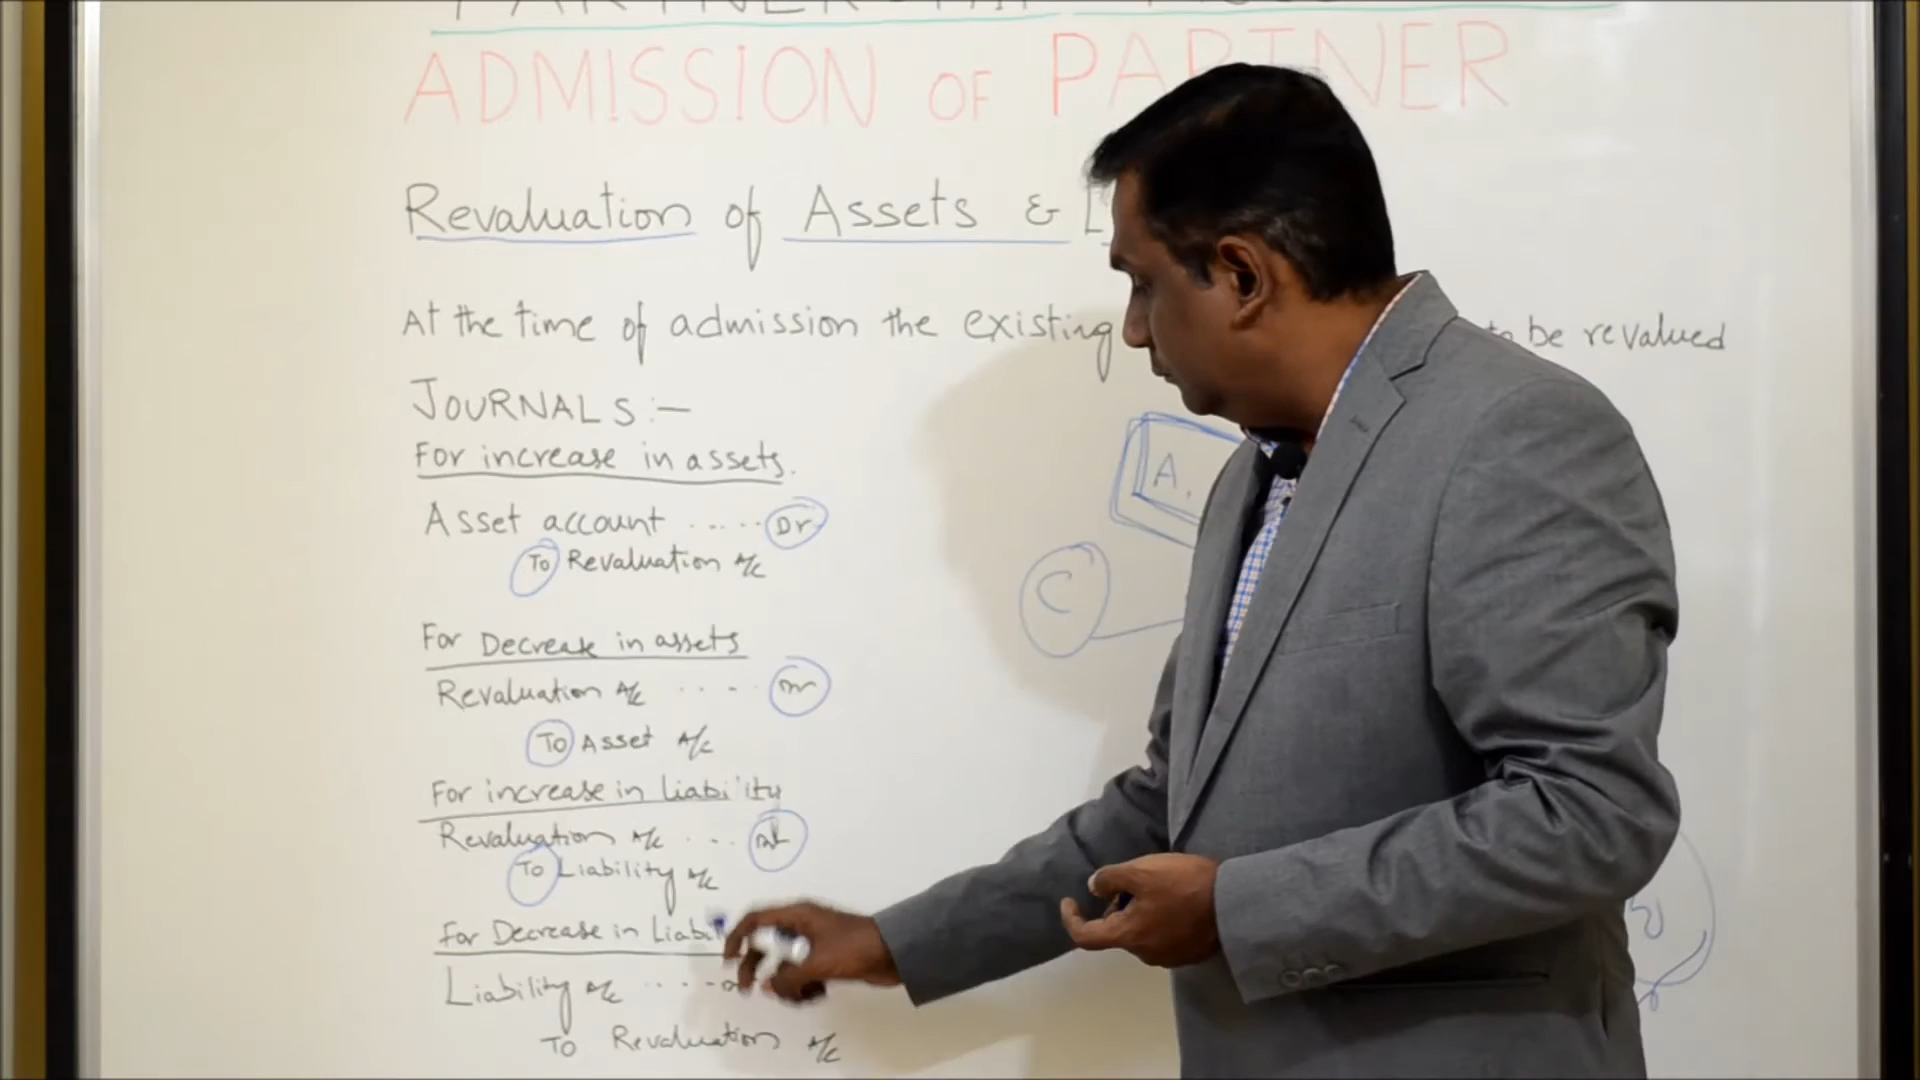 ADMISSION OF PARTNER
Revaluation of Assets &
At the time of admission the existing to be revalued
JOURNALS :-
For increase in assets.
A.
Asset account ..... Dr
To Revaluation A/c
C
For Decrease in assets
Revaluation A/c .... Dr
To Asset A/c
For increase in Liability
Revaluation A/c ...
To Liability A/c
For Decrease in
Liability A/c ....
TO Revaluation A/c